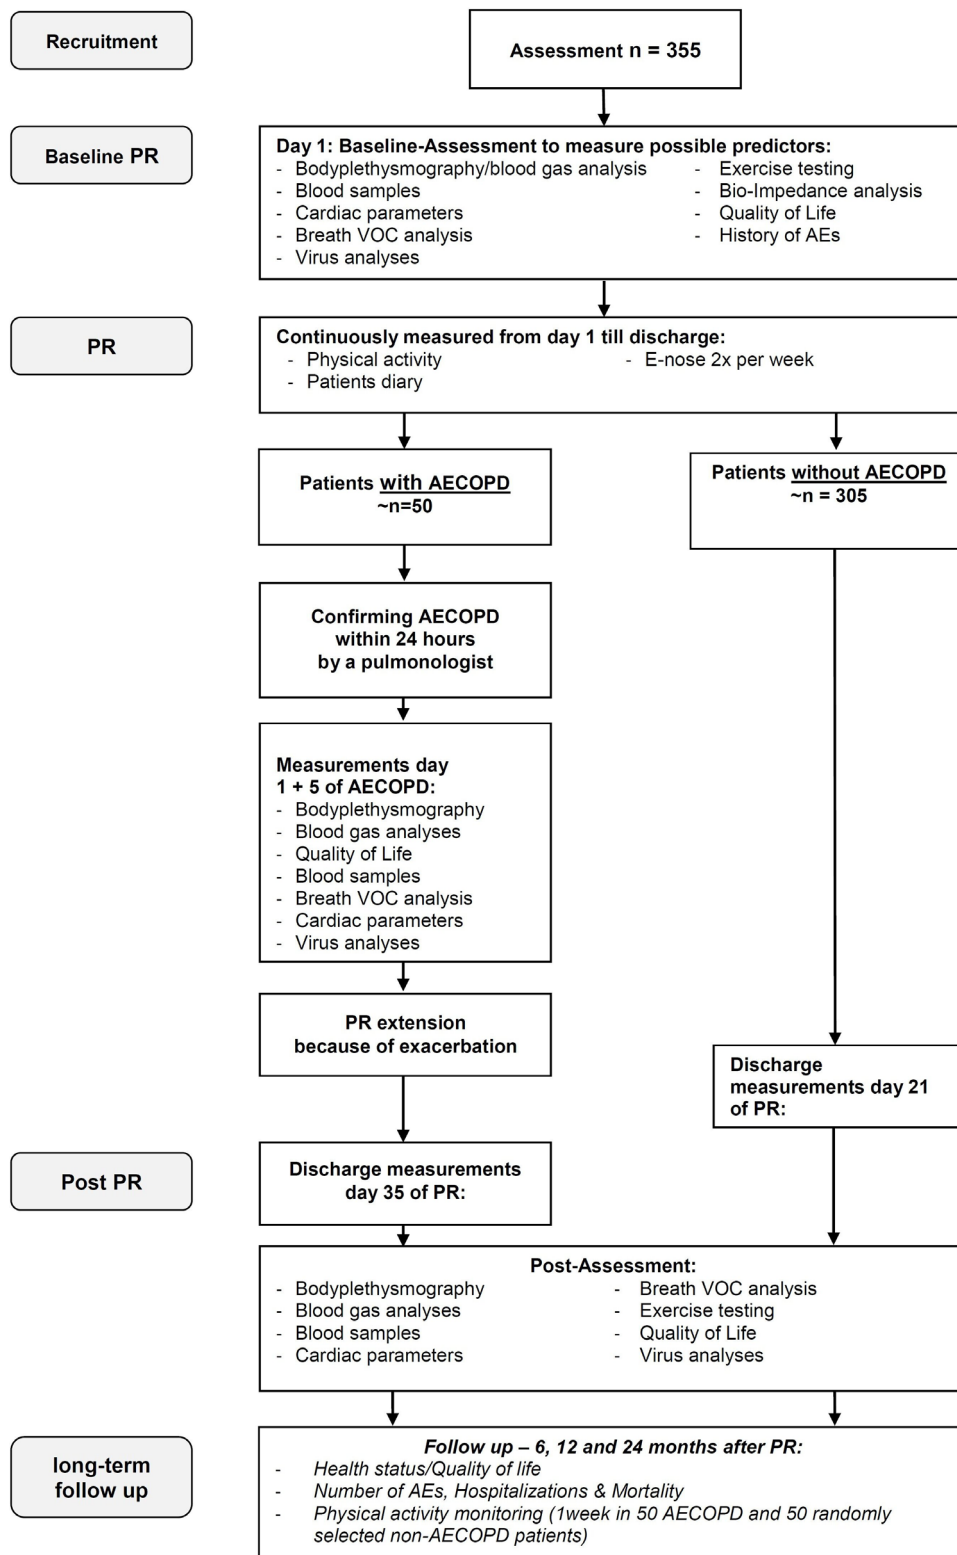 Recruitment
Assessment n = 355
Baseline PR
Day 1: Baseline-Assessment to measure possible predictors:
- Bodyplethysmography/blood gas analysis
- Blood samples
- Cardiac parameters
- Breath VOC analysis
- Virus analyses
- Exercise testing
- Bio-Impedance analysis
- Quality of Life
- History of AEs
PR
Continuously measured from day 1 till discharge:
- Physical activity
- Patients diary
- E-nose 2x per week
Patients with AECOPD
~n=50
Patients without AECOPD
~n = 305
Confirming AECOPD
within 24 hours
by a pulmonologist
Measurements day
1 + 5 of AECOPD:
- Bodyplethysmography
- Blood gas analyses
- Quality of Life
- Blood samples
- Breath VOC analysis
- Cardiac parameters
- Virus analyses
PR extension
because of exacerbation
Discharge
measurements day 21
of PR:
Post PR
Discharge measurements
day 35 of PR:
Post-Assessment:
- Bodyplethysmography
- Blood gas analyses
- Blood samples
- Cardiac parameters
- Breath VOC analysis
- Exercise testing
- Quality of Life
- Virus analyses
long-term
follow up
Follow up – 6, 12 and 24 months after PR:
- Health status/Quality of life
- Number of AEs, Hospitalizations & Mortality
- Physical activity monitoring (1week in 50 AECOPD and 50 randomly
selected non-AECOPD patients)